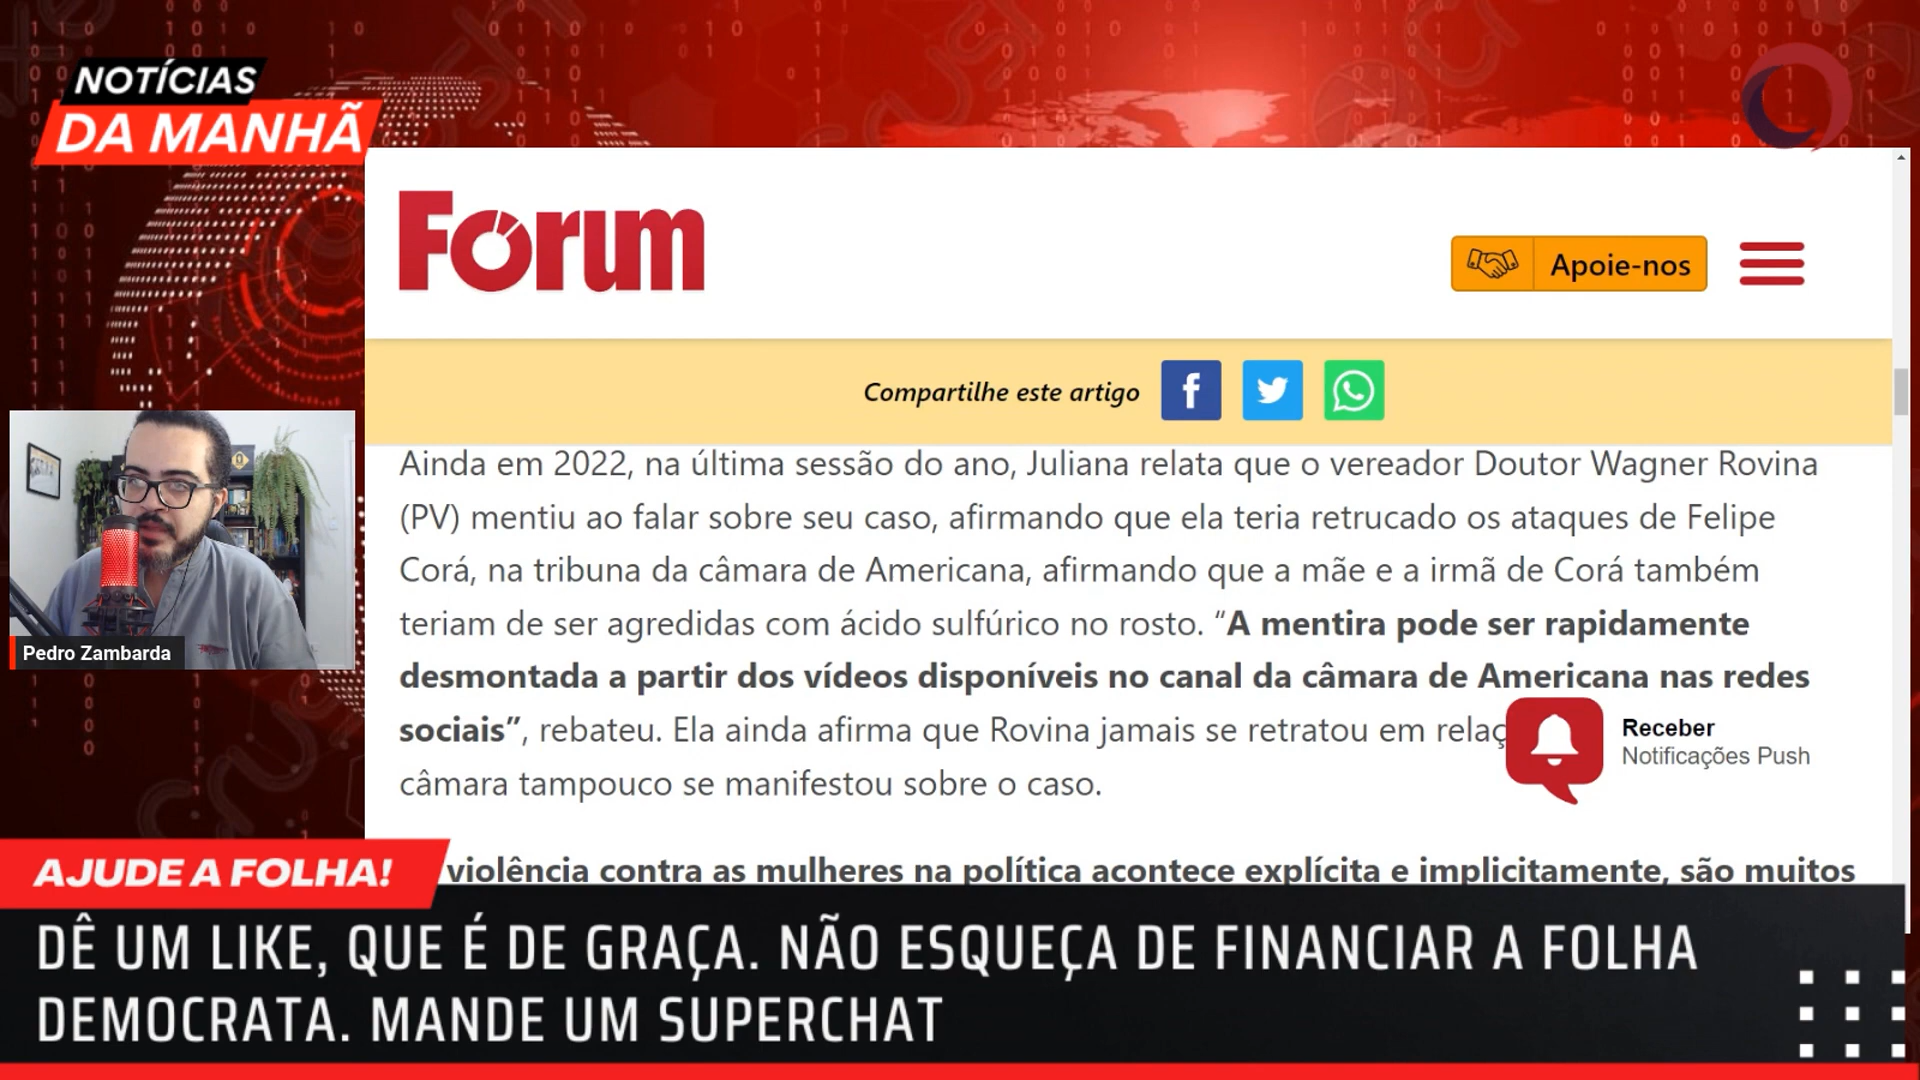 NOTÍCIAS
DA MANHÃ
Forum
Apoie-nos
Compartilhe este artigo
Ainda em 2022, na última sessão do ano, Juliana relata que o vereador Doutor Wagner Rovina
(PV) mentiu ao falar sobre seu caso, afirmando que ela teria retrucado os ataques de Felipe
Corá, na tribuna da câmara de Americana, afirmando que a mãe e a irmã de Corá também
teriam de ser agredidas com ácido sulfúrico no rosto. “A mentira pode ser rapidamente
desmontada a partir dos vídeos disponíveis no canal da câmara de Americana nas redes
sociais”, rebateu. Ela ainda afirma que Rovina jamais se retratou em relaç
câmara tampouco se manifestou sobre o caso.
Receber
Notificações Push
violência contra as mulheres na política acontece explícita e implicitamente, são muitos
Pedro Zambarda
AJUDE A FOLHA!
DÊ UM LIKE, QUE É DE GRAÇA. NÃO ESQUEÇA DE FINANCIAR A FOLHA
DEMOCRATA. MANDE UM SUPERCHAT